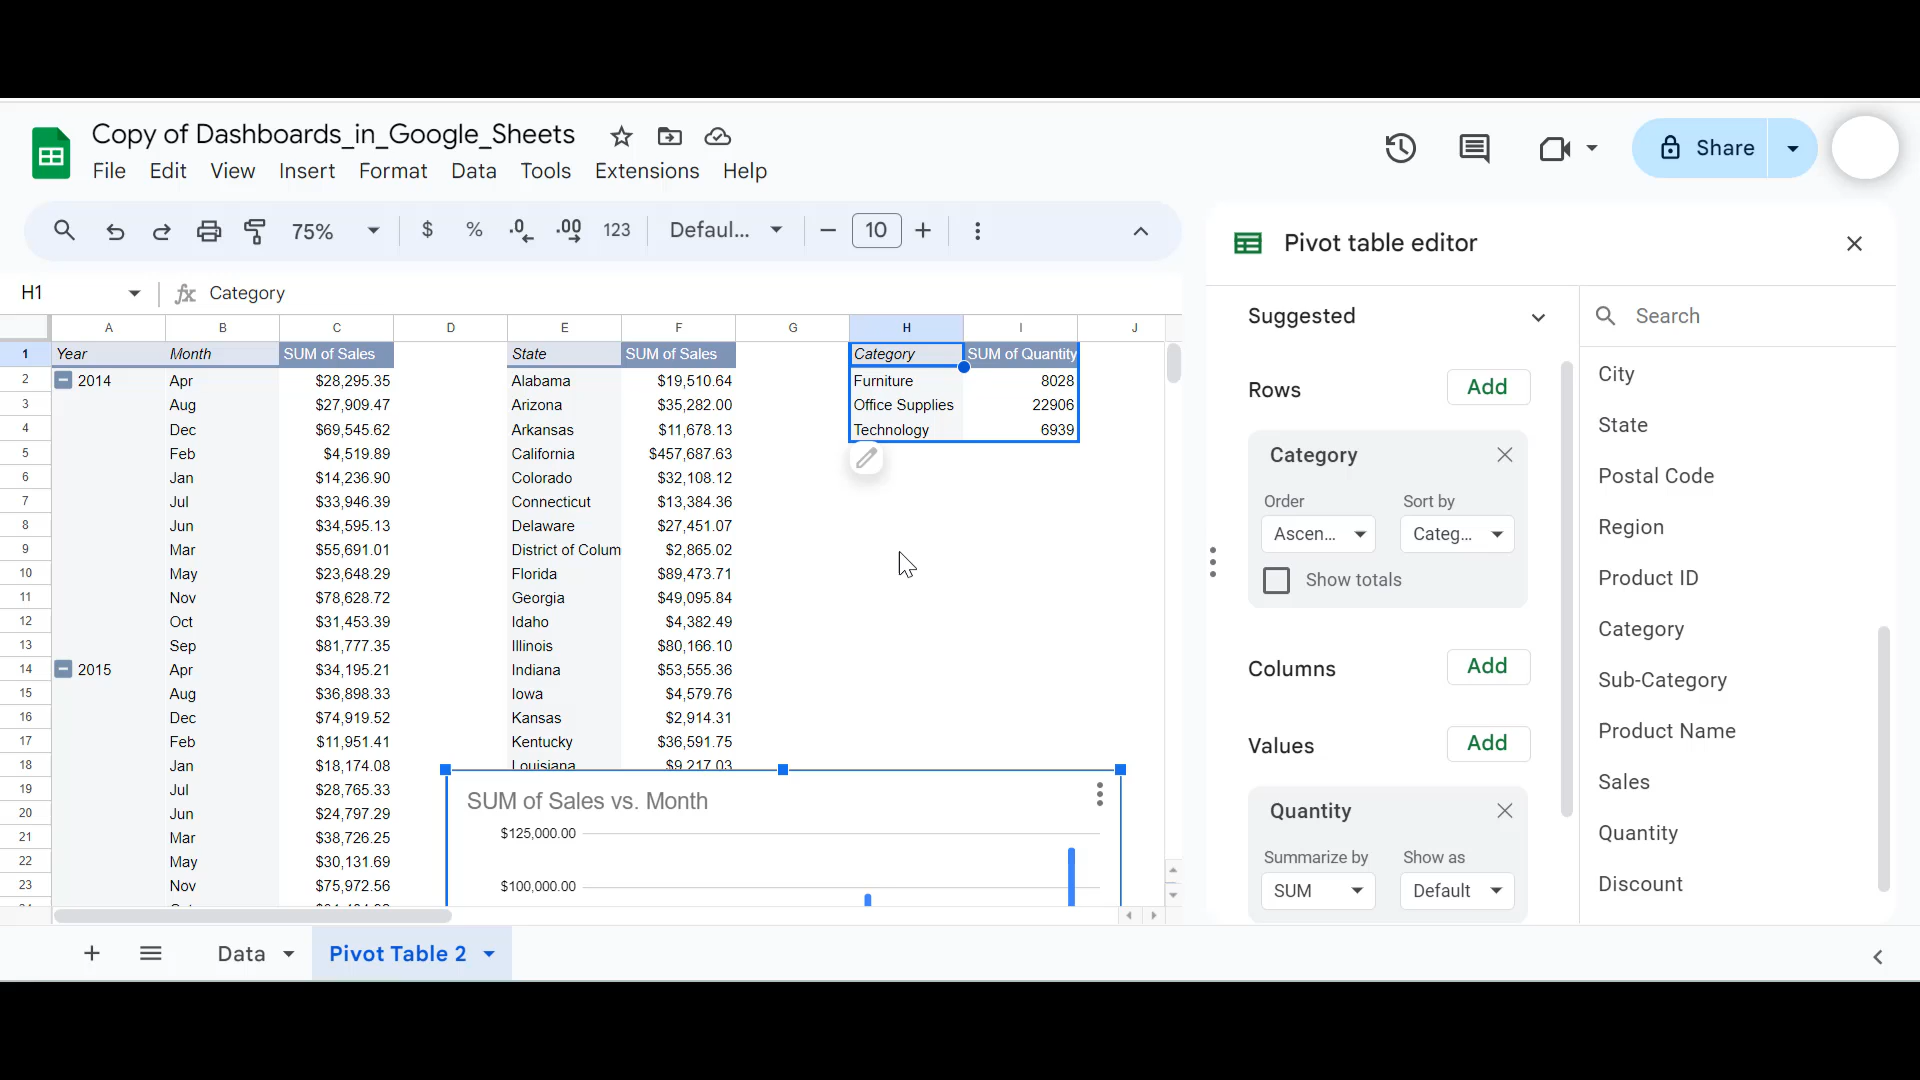 Copy of Dashboards_in_Google_Sheets
File Edit View Insert Format Data Tools Extensions Help
Share
75% $ % .0 .00 123 Defaul... 10
H1 Category
A B C D E F G H I J
1 Year Month SUM of Sales State SUM of Sales Category SUM of Quantity
2 2014 Apr $28,295.35 Alabama $19,510.64 Furniture 8028
3 Aug $27,909.47 Arizona $35,282.00 Office Supplies 22906
4 Dec $69,545.62 Arkansas $11,678.13 Technology 6939
5 Feb $4,519.89 California $457,687.63
6 Jan $14,236.90 Colorado $32,108.12
7 Jul $33,946.39 Connecticut $13,384.36
8 Jun $34,595.13 Delaware $27,451.07
9 Mar $55,691.01 District of Colum $2,865.02
10 May $23,648.29 Florida $89,473.71
11 Nov $78,628.72 Georgia $49,095.84
12 Oct $31,453.39 Idaho $4,382.49
13 Sep $81,777.35 Illinois $80,166.10
14 2015 Apr $34,195.21 Indiana $53,555.36
15 Aug $36,898.33 Iowa $4,579.76
16 Dec $74,919.52 Kansas $2,914.31
17 Feb $11,951.41 Kentucky $36,591.75
18 Jan $18,174.08 Louisiana $9,217.03
19 Jul $28,765.33
20 Jun $24,797.29
21 Mar $38,726.25
22 May $30,131.69
23 Nov $75,972.56
SUM of Sales vs. Month
$125,000.00
$100,000.00
Pivot table editor
Suggested
Rows Add
Category
Order Sort by
Ascen... Categ...
Show totals
Columns Add
Values Add
Quantity
Summarize by Show as
SUM Default
Search
City
State
Postal Code
Region
Product ID
Category
Sub-Category
Product Name
Sales
Quantity
Discount
Data Pivot Table 2